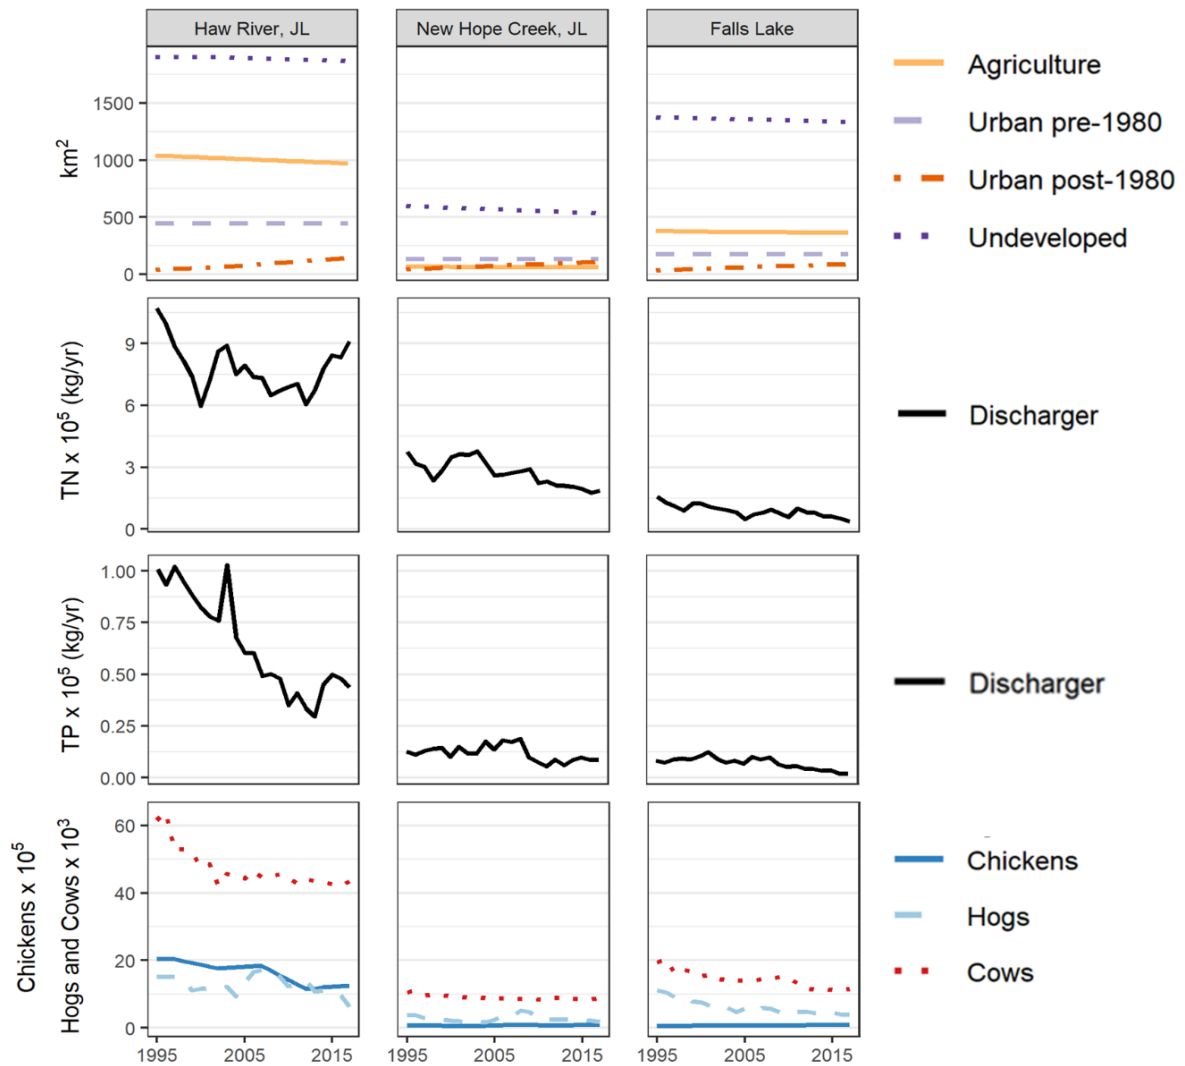 Haw River, JL
New Hope Creek, JL
Falls Lake
km²
1500
1000
500
0
Agriculture
Urban pre-1980
Urban post-1980
Undeveloped
TN x 10⁵ (kg/yr)
9
6
3
0
Discharger
TP x 10⁵ (kg/yr)
1.00
0.75
0.50
0.25
0.00
Discharger
Chickens x 10⁵
Hogs and Cows x 10³
60
40
20
0
Chickens
Hogs
Cows
1995 2005 2015
1995 2005 2015
1995 2005 2015